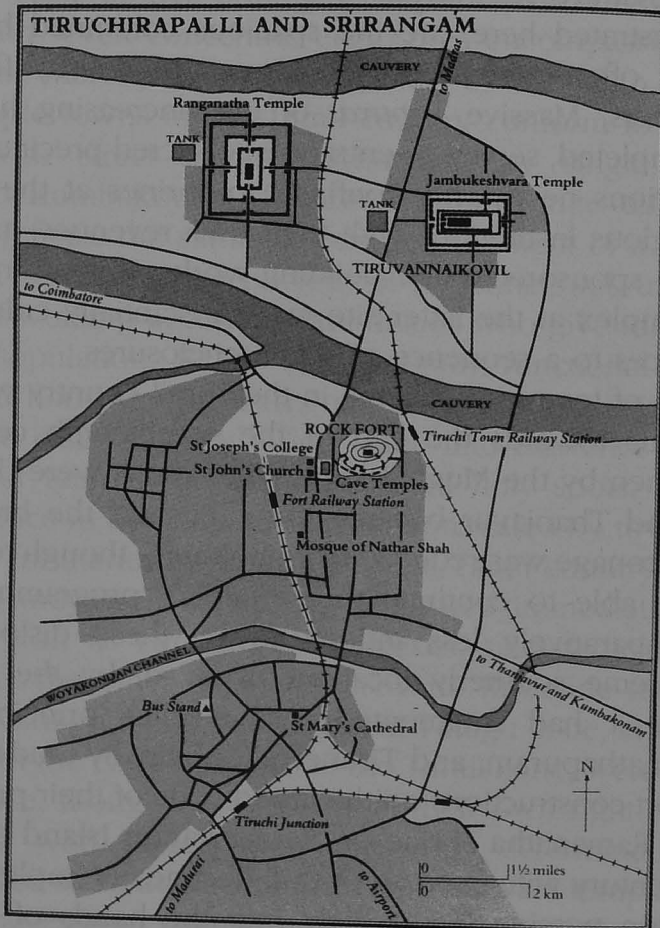 TIRUCHIRAPALLI AND SRIRANGAM
CAUVERY
to Madras
Ranganatha Temple
TANK
Jambukeshvara Temple
TANK
TIRUVANNAIKOVIL
to Coimbatore
CAUVERY
ROCK FORT
Tiruchi Town Railway Station
St Joseph's College
St John's Church
Cave Temples
Fort Railway Station
Mosque of Nathar Shah
WOYAKONDAN CHANNEL
to Thanjavur and Kumbakonam
Bus Stand
St Mary's Cathedral
N
Tiruchi Junction
to Madurai
to Airport
0 1½ miles
0 2 km